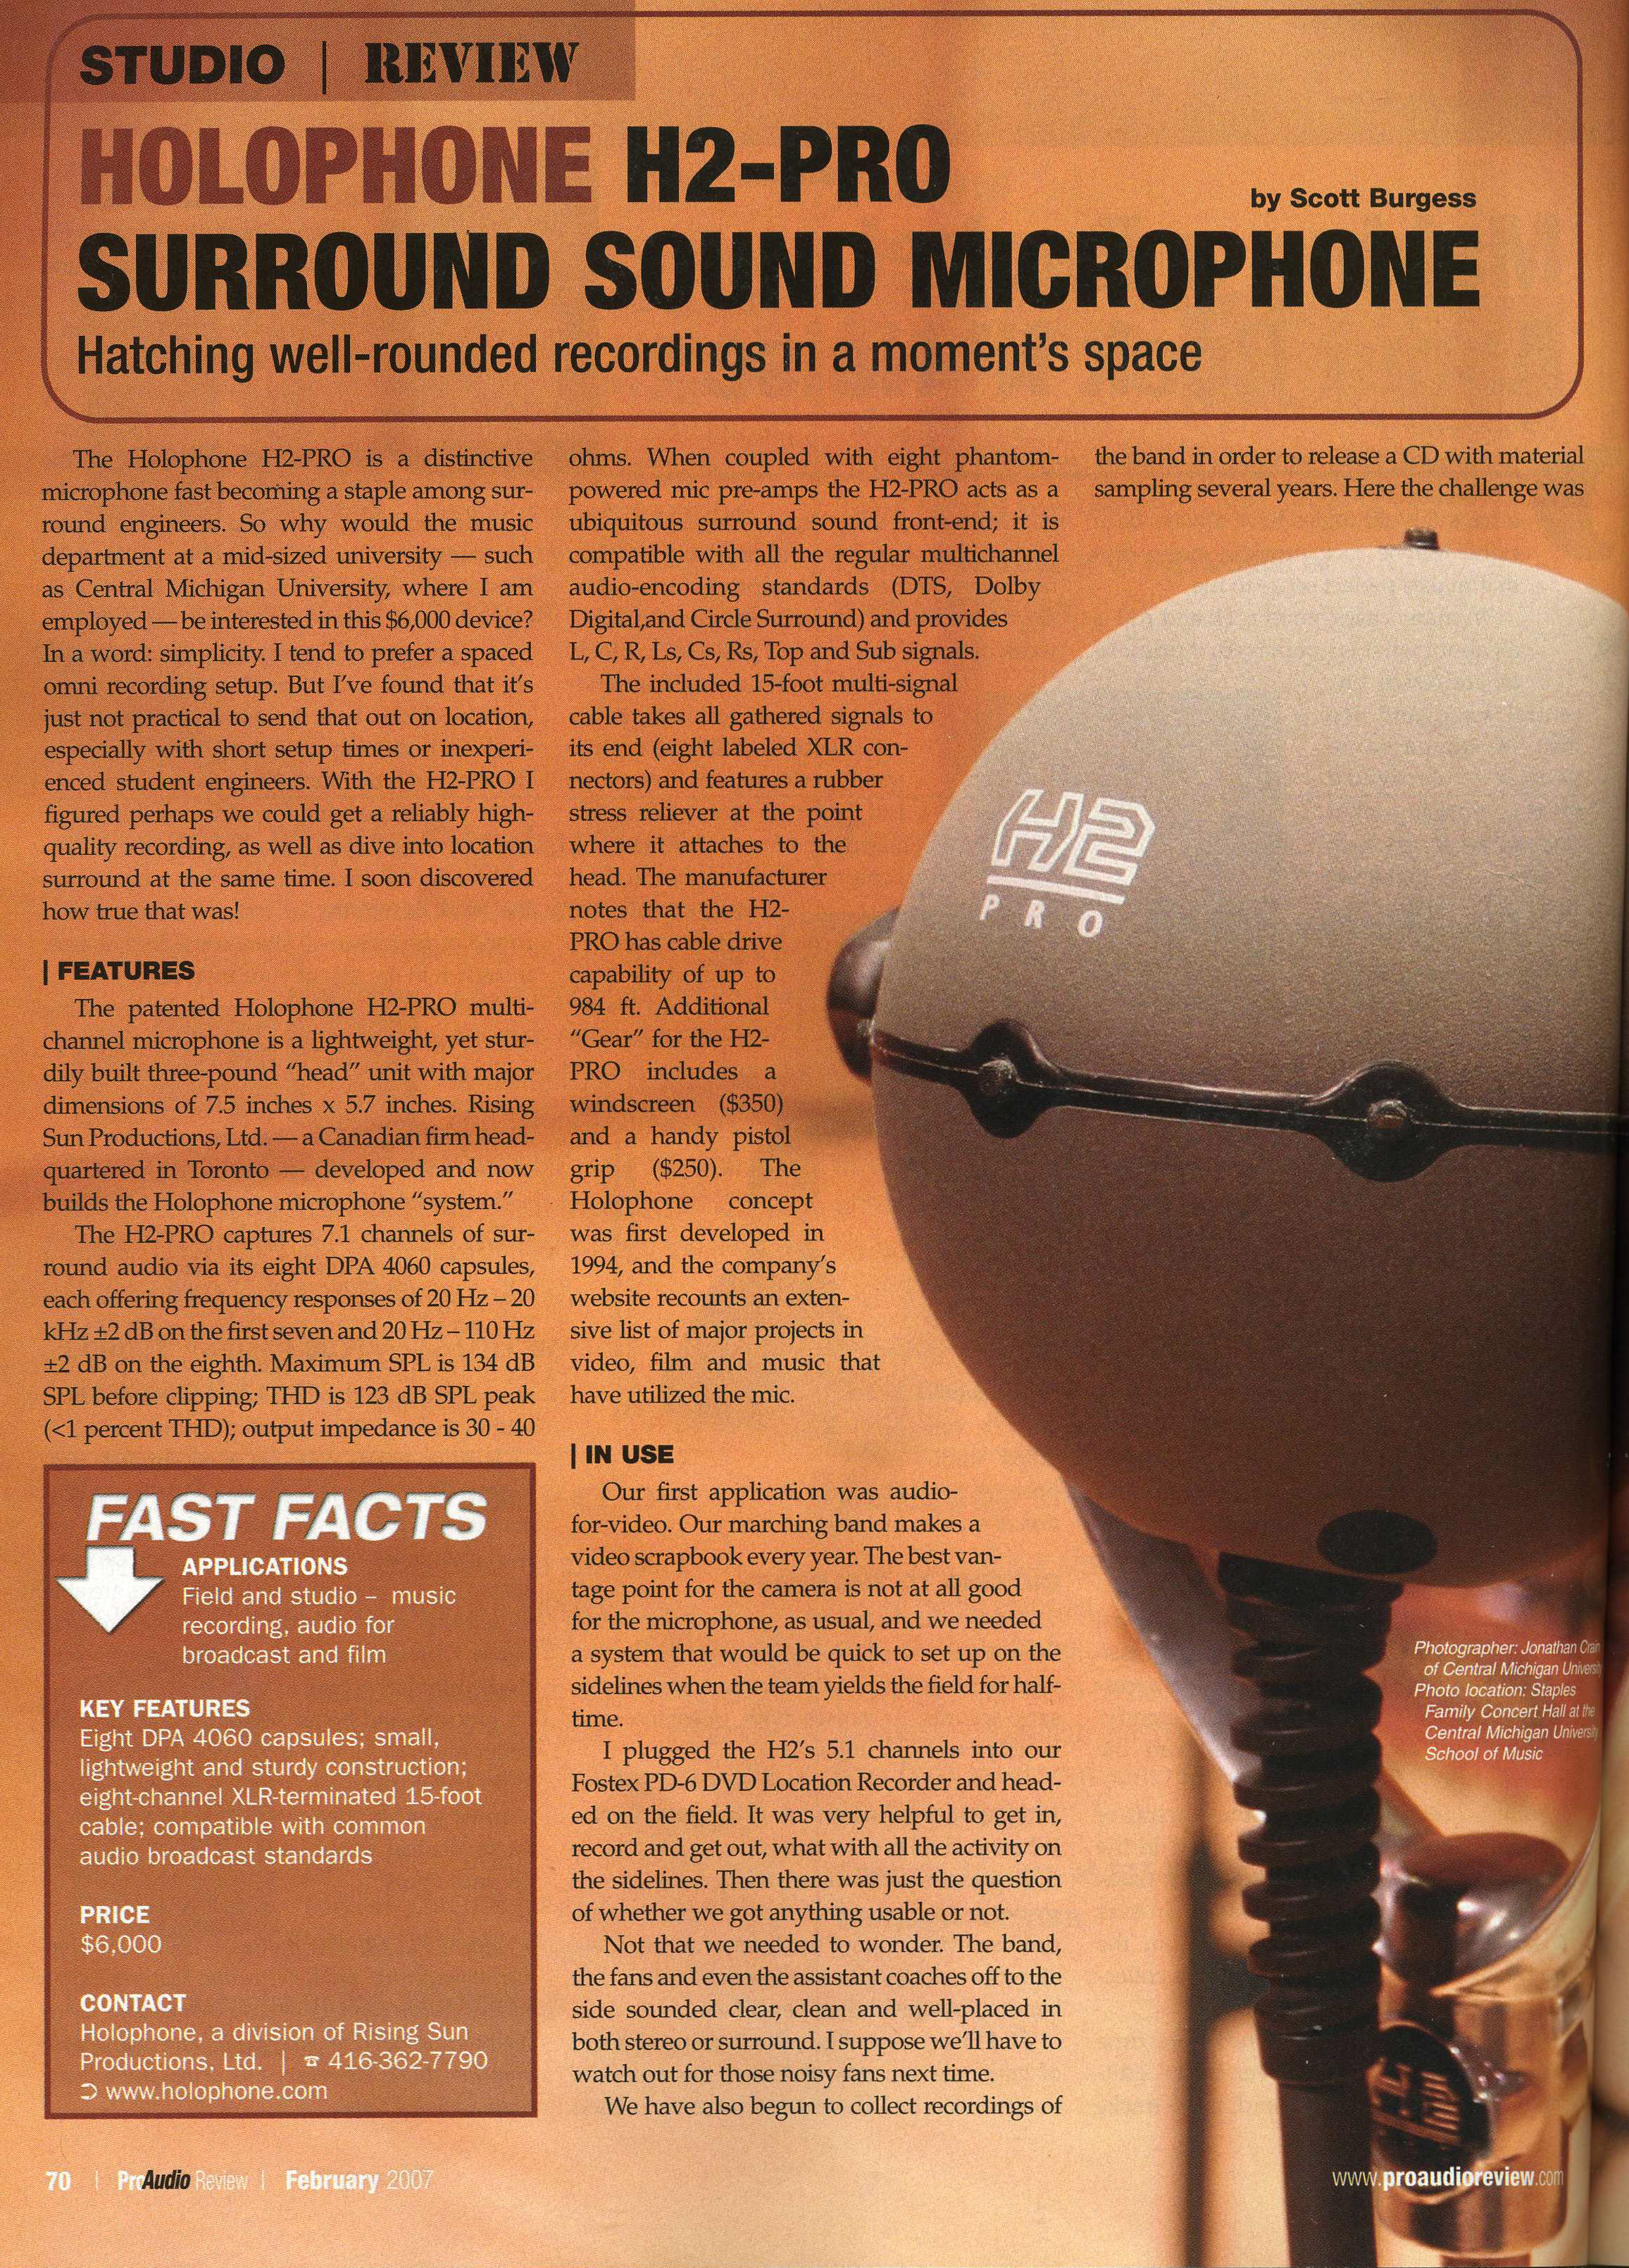 STUDIO | REVIEW
HOLOPHONE H2-PRO
by Scott Burgess
SURROUND SOUND MICROPHONE
Hatching well-rounded recordings in a moment's space
The Holophone H2-PRO is a distinctive
microphone fast becoming a staple among sur-
round engineers. So why would the music
department at a mid-sized university — such
as Central Michigan University, where I am
employed — be interested in this $6,000 device?
In a word: simplicity. I tend to prefer a spaced
omni recording setup. But I've found that it's
just not practical to send that out on location,
especially with short setup times or inexperi-
enced student engineers. With the H2-PRO I
figured perhaps we could get a reliably high-
quality recording, as well as dive into location
surround at the same time. I soon discovered
how true that was!
| FEATURES
The patented Holophone H2-PRO multi-
channel microphone is a lightweight, yet stur-
dily built three-pound "head" unit with major
dimensions of 7.5 inches x 5.7 inches. Rising
Sun Productions, Ltd. — a Canadian firm head-
quartered in Toronto — developed and now
builds the Holophone microphone "system."
The H2-PRO captures 7.1 channels of sur-
round audio via its eight DPA 4060 capsules,
each offering frequency responses of 20 Hz – 20
kHz ±2 dB on the first seven and 20 Hz – 110 Hz
±2 dB on the eighth. Maximum SPL is 134 dB
SPL before clipping; THD is 123 dB SPL peak
(<1 percent THD); output impedance is 30 - 40
FAST FACTS
APPLICATIONS
Field and studio – music
recording, audio for
broadcast and film
KEY FEATURES
Eight DPA 4060 capsules; small,
lightweight and sturdy construction;
eight-channel XLR-terminated 15-foot
cable; compatible with common
audio broadcast standards
PRICE
$6,000
CONTACT
Holophone, a division of Rising Sun
Productions, Ltd. | ☎ 416-362-7790
➲ www.holophone.com
ohms. When coupled with eight phantom-
powered mic pre-amps the H2-PRO acts as a
ubiquitous surround sound front-end; it is
compatible with all the regular multichannel
audio-encoding standards (DTS, Dolby
Digital,and Circle Surround) and provides
L, C, R, Ls, Cs, Rs, Top and Sub signals.
The included 15-foot multi-signal
cable takes all gathered signals to
its end (eight labeled XLR con-
nectors) and features a rubber
stress reliever at the point
where it attaches to the
head. The manufacturer
notes that the H2-
PRO has cable drive
capability of up to
984 ft. Additional
"Gear" for the H2-
PRO includes a
windscreen ($350)
and a handy pistol
grip ($250). The
Holophone concept
was first developed in
1994, and the company's
website recounts an exten-
sive list of major projects in
video, film and music that
have utilized the mic.
| IN USE
Our first application was audio-
for-video. Our marching band makes a
video scrapbook every year. The best van-
tage point for the camera is not at all good
for the microphone, as usual, and we needed
a system that would be quick to set up on the
sidelines when the team yields the field for half-
time.
I plugged the H2's 5.1 channels into our
Fostex PD-6 DVD Location Recorder and head-
ed on the field. It was very helpful to get in,
record and get out, what with all the activity on
the sidelines. Then there was just the question
of whether we got anything usable or not.
Not that we needed to wonder. The band,
the fans and even the assistant coaches off to the
side sounded clear, clean and well-placed in
both stereo or surround. I suppose we'll have to
watch out for those noisy fans next time.
We have also begun to collect recordings of
the band in order to release a CD with material
sampling several years. Here the challenge was
H2
PRO
Photographer: Jonathan Crain
of Central Michigan University
Photo location: Staples
Family Concert Hall at the
Central Michigan University
School of Music
70 | ProAudio Review | February 2007
www.proaudioreview.com